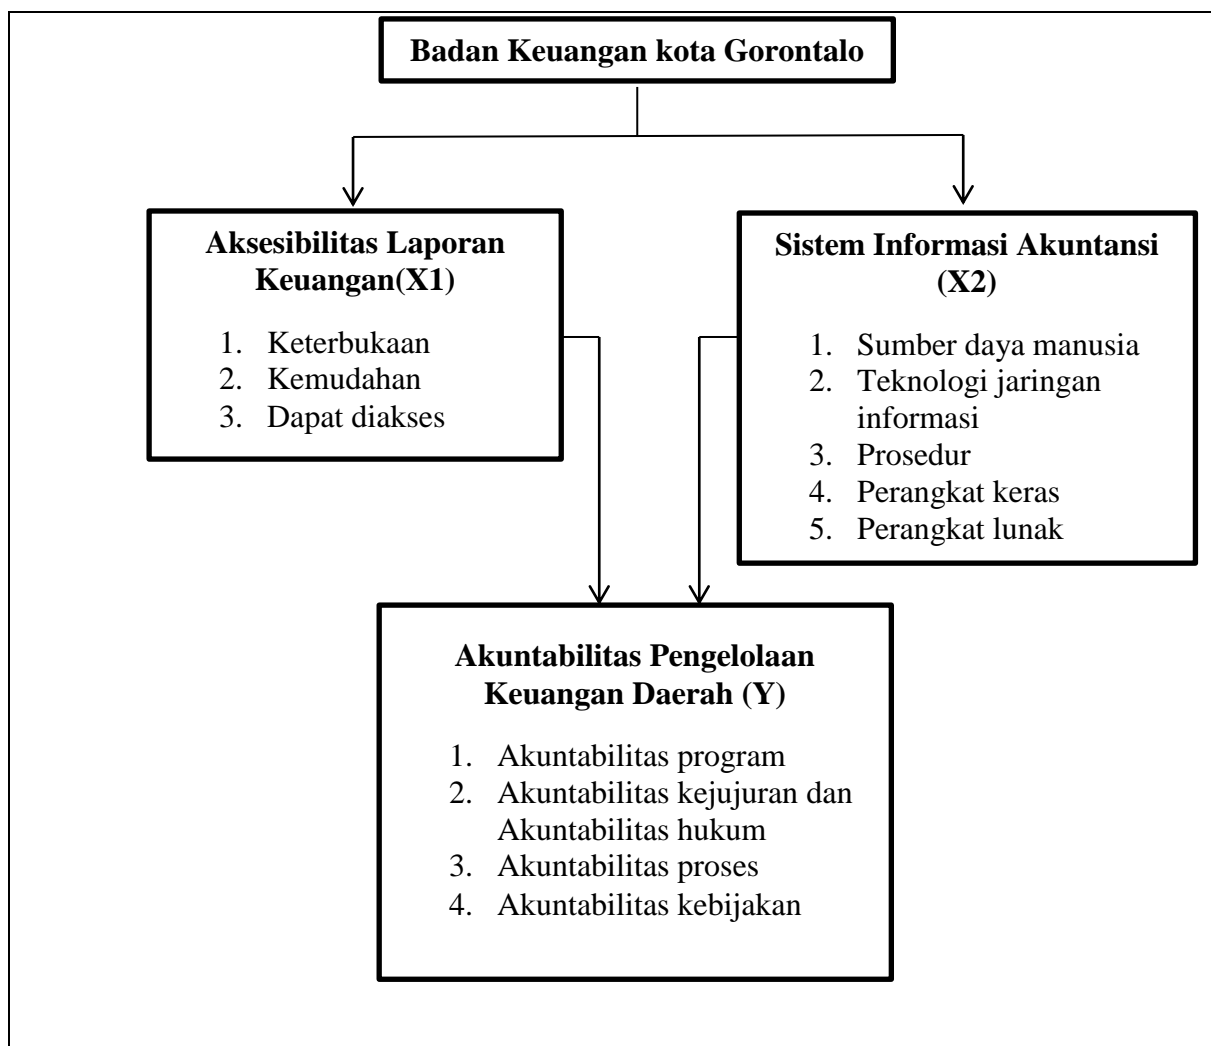 Badan Keuangan kota Gorontalo
Aksesibilitas Laporan
Keuangan(X1)
1. Keterbukaan
2. Kemudahan
3. Dapat diakses
Sistem Informasi Akuntansi
(X2)
1. Sumber daya manusia
2. Teknologi jaringan
informasi
3. Prosedur
4. Perangkat keras
5. Perangkat lunak
Akuntabilitas Pengelolaan
Keuangan Daerah (Y)
1. Akuntabilitas program
2. Akuntabilitas kejujuran dan
Akuntabilitas hukum
3. Akuntabilitas proses
4. Akuntabilitas kebijakan